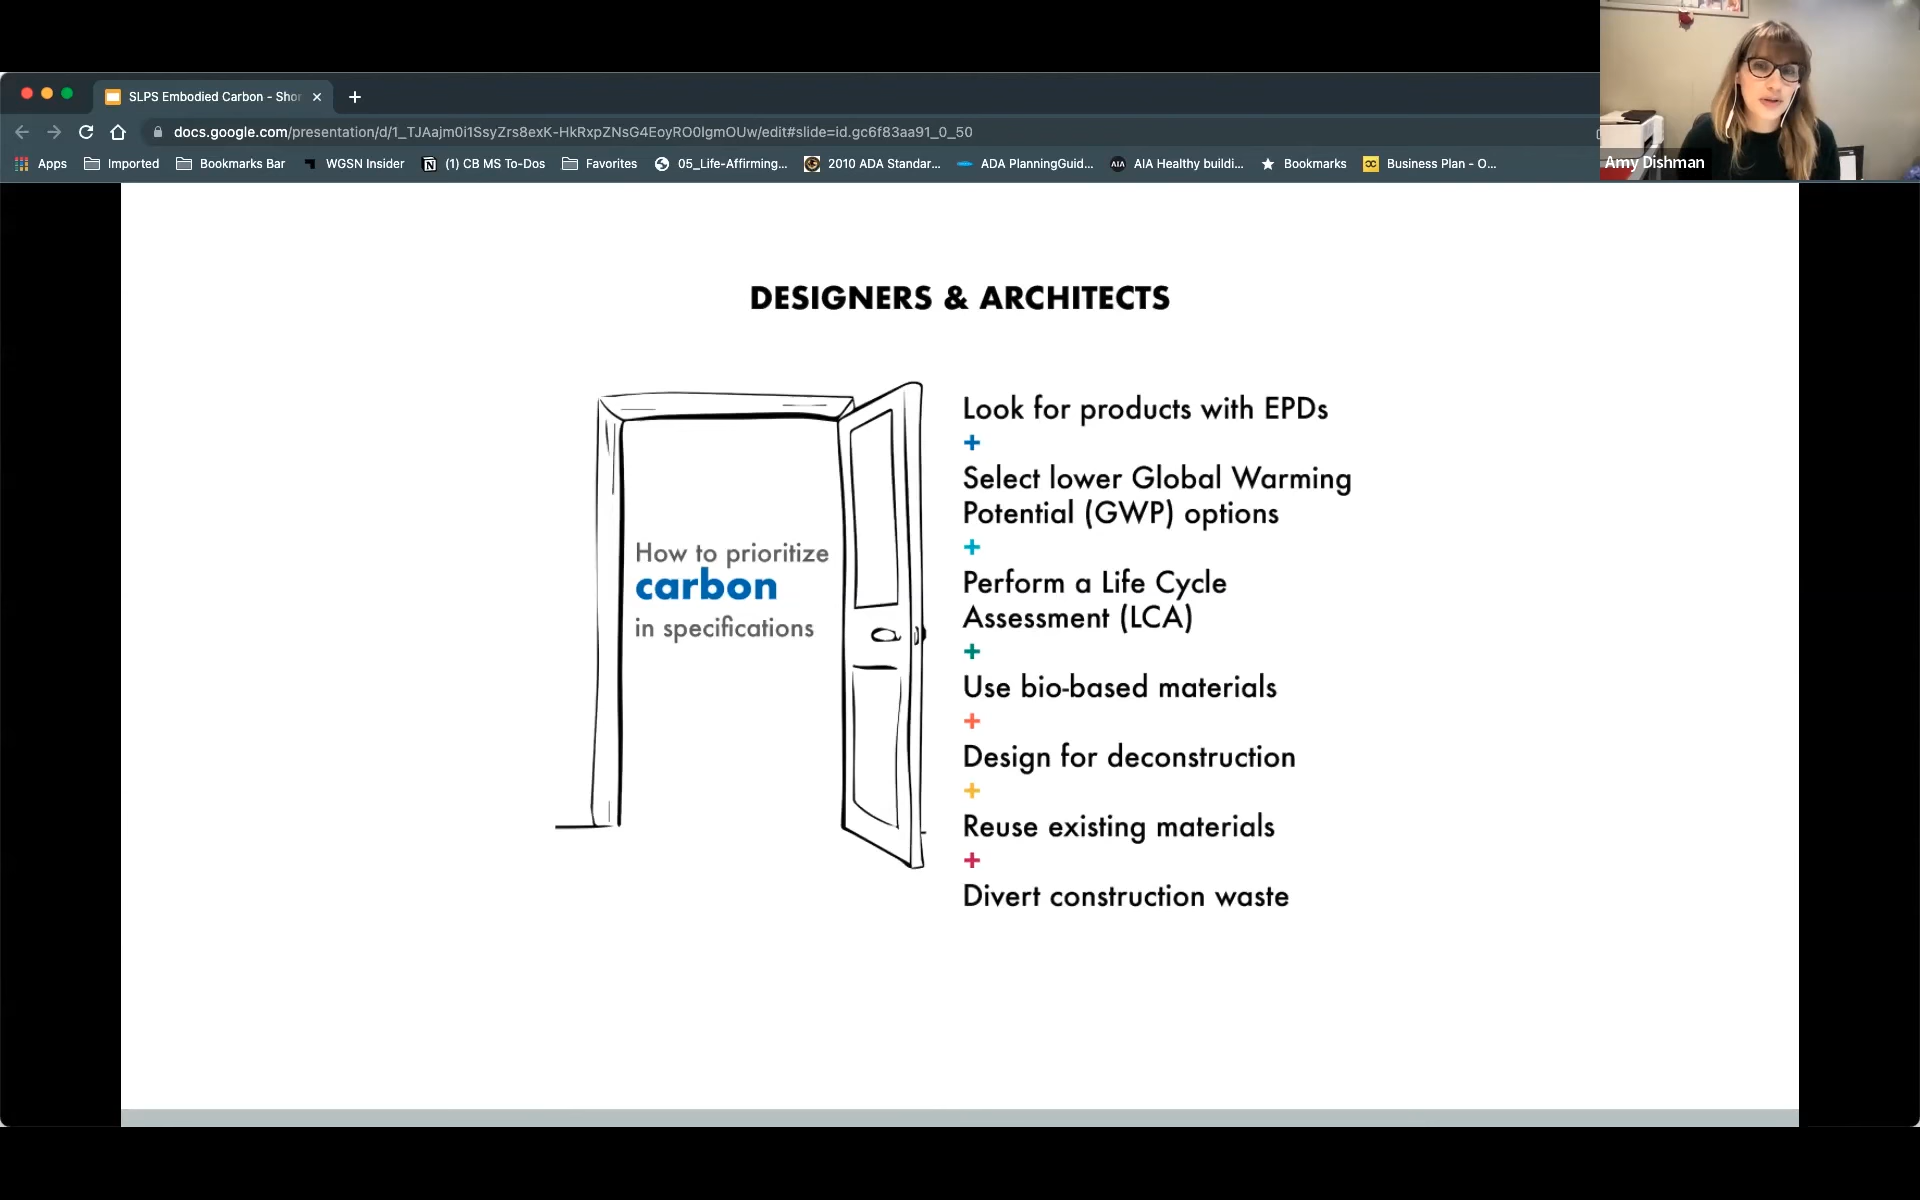 SLPS Embodied Carbon - Shor
docs.google.com/presentation/d/1_TJAajm0i1SsyZrs8exK-HkRxpZNsG4EoyRO0lgmOUw/edit#slide=id.gc6f83aa91_0_50
Apps Imported Bookmarks Bar WGSN Insider (1) CB MS To-Dos Favorites 05_Life-Affirming... 2010 ADA Standar... ADA PlanningGuid... AIA AIA Healthy buildi... Bookmarks Business Plan - O...
Amy Dishman
DESIGNERS & ARCHITECTS
How to prioritize
carbon
in specifications
Look for products with EPDs
+
Select lower Global Warming
Potential (GWP) options
+
Perform a Life Cycle
Assessment (LCA)
+
Use bio-based materials
+
Design for deconstruction
+
Reuse existing materials
+
Divert construction waste